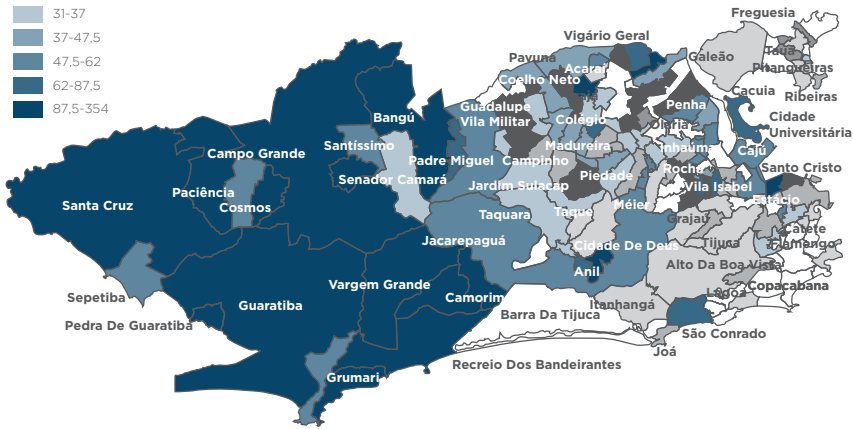 31-37
37-47,5
47,5-62
62-87,5
87,5-354
Freguesia
Vigário Geral
Tauá
Pavuna
Galeão
Acarai
Pitangueiras
Coelho Neto
Cacuia
Ribeiras
Guadalupe
Penha
Bangú
Vila Militar
Colégio
Cidade
Universitária
Olaria
Santíssimo
Madureira
Inhaúma
Cajú
Campo Grande
Padre Miguel
Campinho
Santo Cristo
Rocha
Senador Camará
Piedade
Paciência
Jardim Sulacap
Vila Isabel
Santa Cruz
Cosmos
Méier
Estácio
Taquara
Taque
Grajaú
Catete
Jacarepaguá
Cidade De Deus
Tijuca
Flamengo
Alto Da Boa Vista
Anil
Vargem Grande
Copacabana
Sepetiba
Camorim
Lagoa
Guaratiba
Itanhangá
Pedra De Guaratiba
Barra Da Tijuca
São Conrado
Joá
Recreio Dos Bandeirantes
Grumari